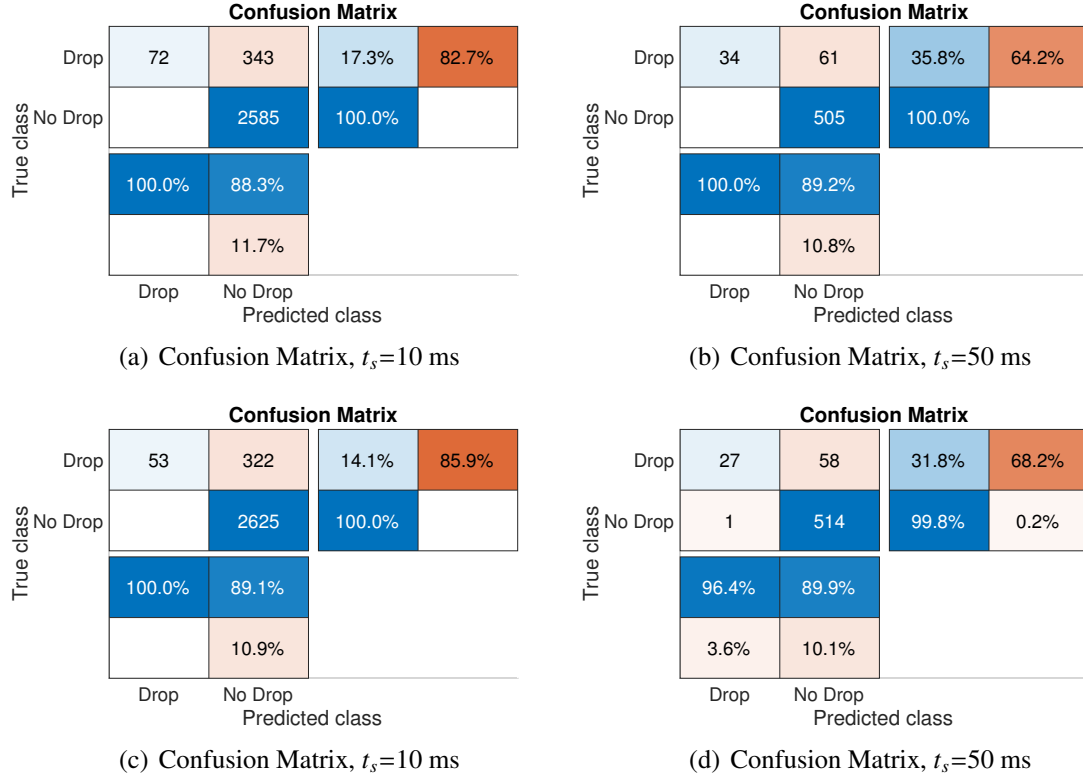 Confusion Matrix
Drop 72 343 17.3% 82.7%
No Drop 2585 100.0%
100.0% 88.3%
11.7%
True class
Drop No Drop
Predicted class
(a) Confusion Matrix, tₛ=10 ms
Confusion Matrix
Drop 34 61 35.8% 64.2%
No Drop 505 100.0%
100.0% 89.2%
10.8%
True class
Drop No Drop
Predicted class
(b) Confusion Matrix, tₛ=50 ms
Confusion Matrix
Drop 53 322 14.1% 85.9%
No Drop 2625 100.0%
100.0% 89.1%
10.9%
True class
Drop No Drop
Predicted class
(c) Confusion Matrix, tₛ=10 ms
Confusion Matrix
Drop 27 58 31.8% 68.2%
No Drop 1 514 99.8% 0.2%
96.4% 89.9%
3.6% 10.1%
True class
Drop No Drop
Predicted class
(d) Confusion Matrix, tₛ=50 ms